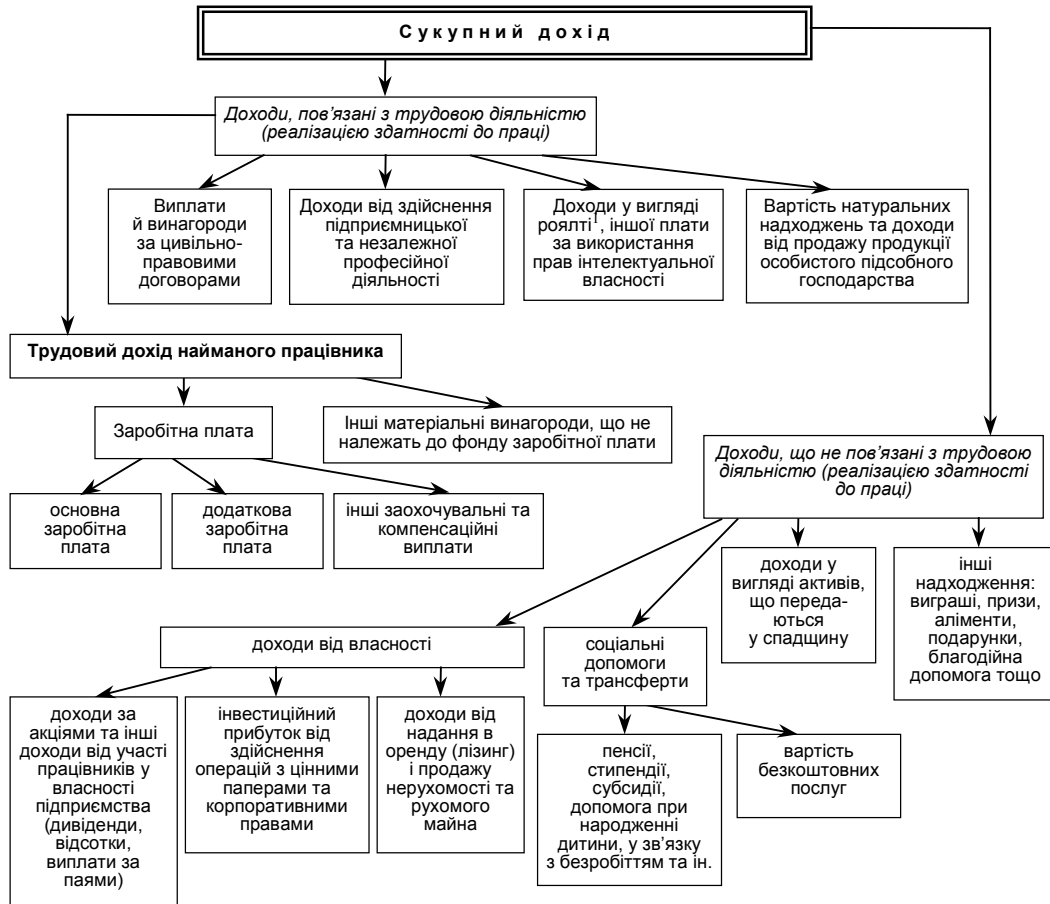 Сукупний дохід
Доходи, пов’язані з трудовою діяльністю
(реалізацією здатності до праці)
Виплати
й винагороди
за цивільно-
правовими
договорами
Доходи від здійснення
підприємницької
та незалежної
професійної
діяльності
Доходи у вигляді
роялті¹, іншої плати
за використання
прав інтелектуальної
власності
Вартість натуральних
надходжень та доходи
від продажу продукції
особистого підсобного
господарства
Трудовий дохід найманого працівника
Заробітна плата
Інші матеріальні винагороди, що не
належать до фонду заробітної плати
основна
заробітна
плата
додаткова
заробітна
плата
інші заохочувальні та
компенсаційні
виплати
Доходи, що не пов’язані з трудовою
діяльністю (реалізацією здатності
до праці)
доходи від власності
соціальні
допомоги
та трансферти
доходи у
вигляді активів,
що переда-
ються
у спадщину
інші
надходження:
виграші, призи,
аліменти,
подарунки,
благодійна
допомога тощо
доходи за
акціями та інші
доходи від участі
працівників у
власності
підприємства
(дивіденди,
відсотки,
виплати за
паями)
інвестиційний
прибуток від
здійснення
операцій з цінними
паперами та
корпоративними
правами
доходи від
надання в
оренду (лізинг)
і продажу
нерухомості та
рухомого
майна
пенсії,
стипендії,
субсидії,
допомога при
народженні
дитини, у зв’язку
з безробіттям та ін.
вартість
безкоштовних
послуг